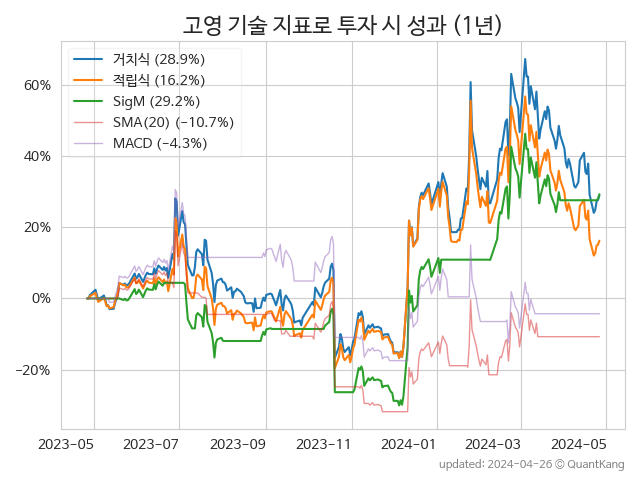 고영 기술 지표로 투자 시 성과 (1년)
거치식 (28.9%)
적립식 (16.2%)
SigM (29.2%)
SMA(20) (−10.7%)
MACD (−4.3%)
60%
40%
20%
0%
−20%
2023-05 2023-07 2023-09 2023-11 2024-01 2024-03 2024-05
updated: 2024-04-26 © QuantKang